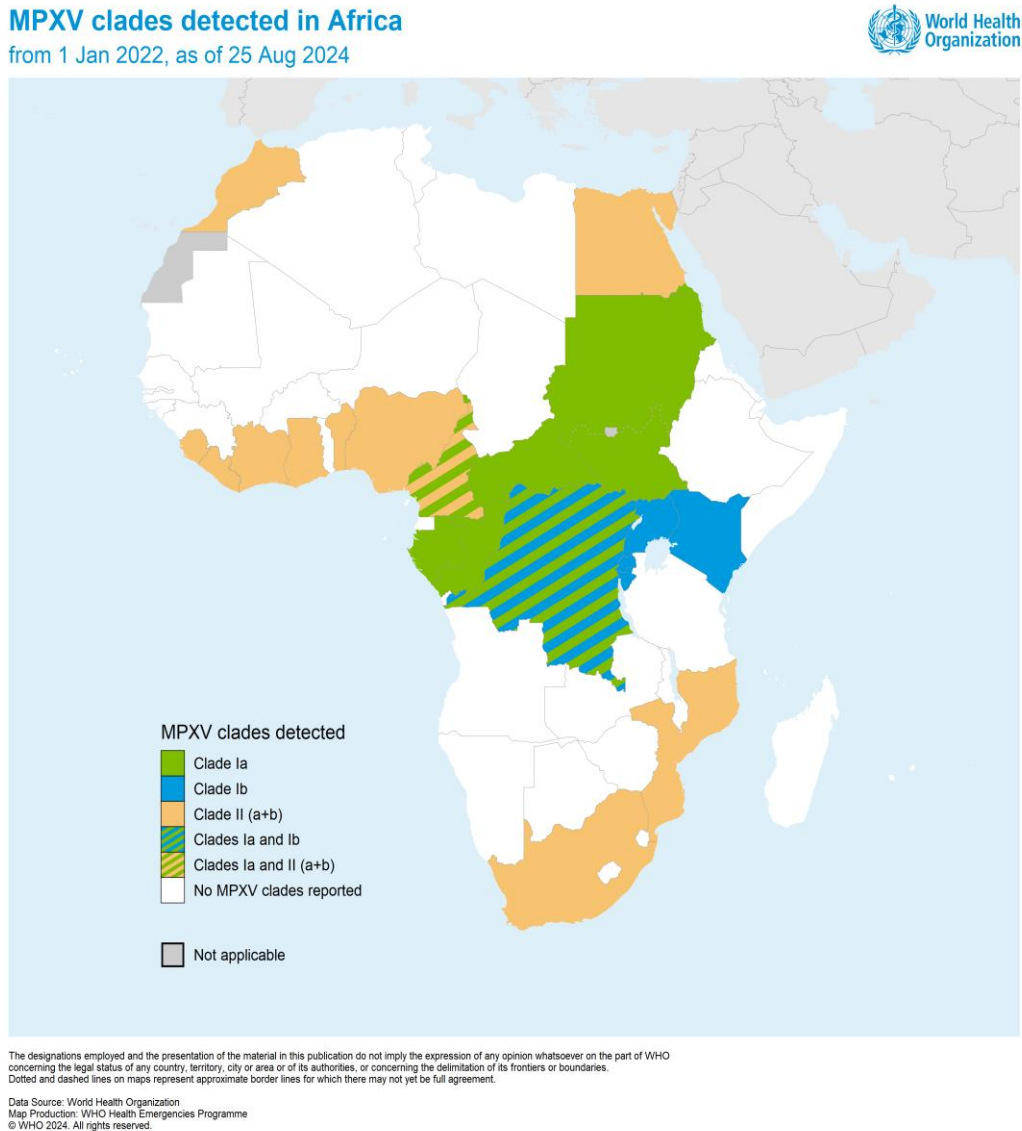 MPXV clades detected in Africa
from 1 Jan 2022, as of 25 Aug 2024
World Health
Organization
MPXV clades detected
Clade Ia
Clade Ib
Clade II (a+b)
Clades Ia and Ib
Clades Ia and II (a+b)
No MPXV clades reported
Not applicable
The designations employed and the presentation of the material in this publication do not imply the expression of any opinion whatsoever on the part of WHO
concerning the legal status of any country, territory, city or area or of its authorities, or concerning the delimitation of its frontiers or boundaries.
Dotted and dashed lines on maps represent approximate border lines for which there may not yet be full agreement.
Data Source: World Health Organization
Map Production: WHO Health Emergencies Programme
© WHO 2024. All rights reserved.